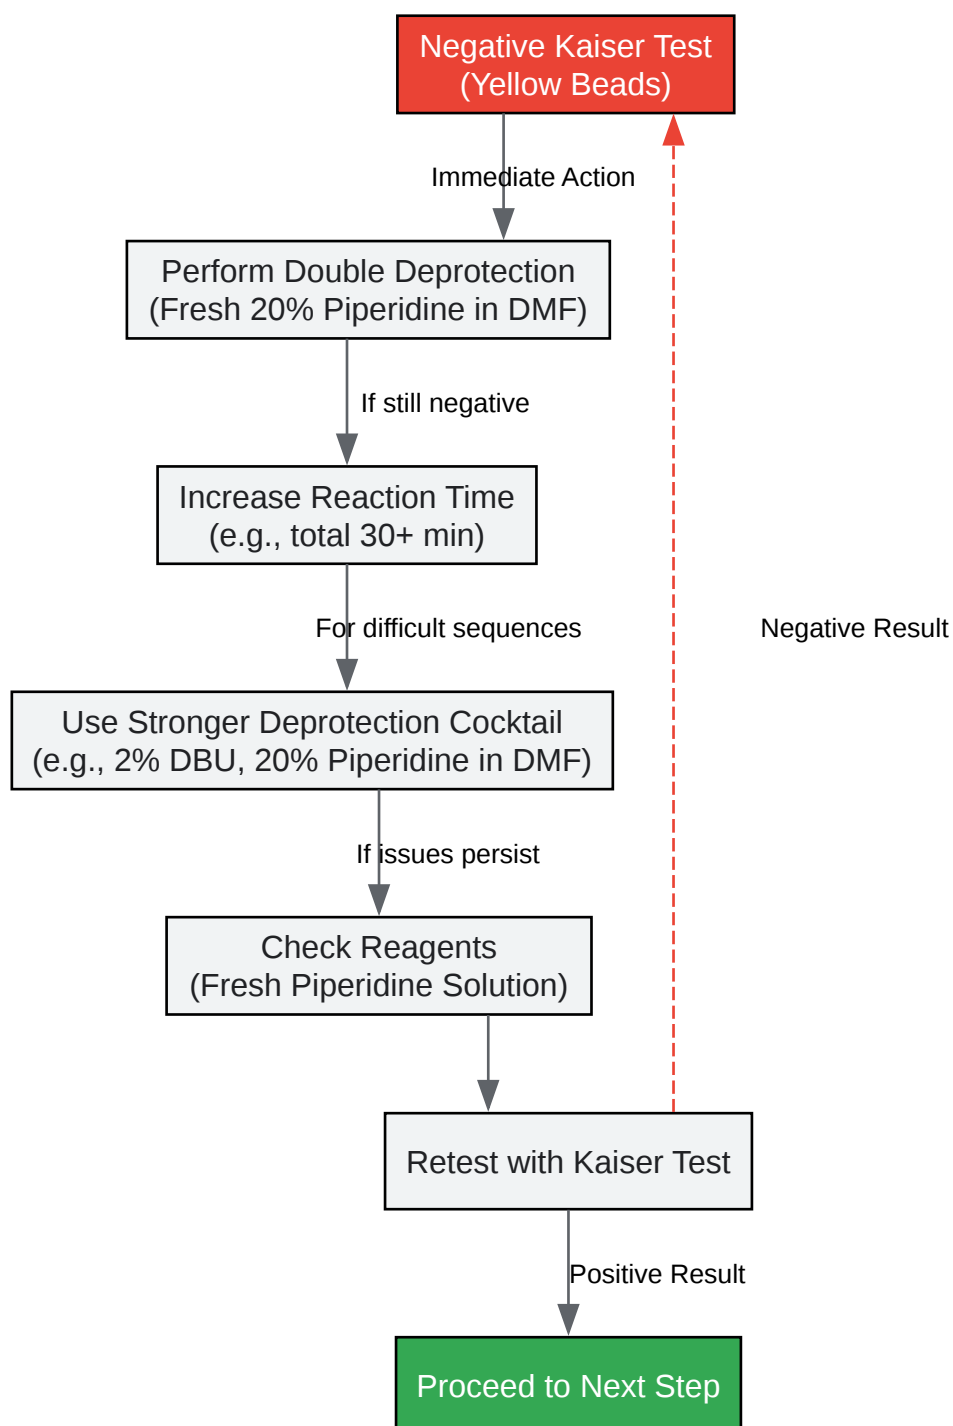 Negative Kaiser Test
(Yellow Beads)
Immediate Action
Perform Double Deprotection
(Fresh 20% Piperidine in DMF)
If still negative
Increase Reaction Time
(e.g., total 30+ min)
For difficult sequences
Negative Result
Use Stronger Deprotection Cocktail
(e.g., 2% DBU, 20% Piperidine in DMF)
If issues persist
Check Reagents
(Fresh Piperidine Solution)
Retest with Kaiser Test
Positive Result
Proceed to Next Step